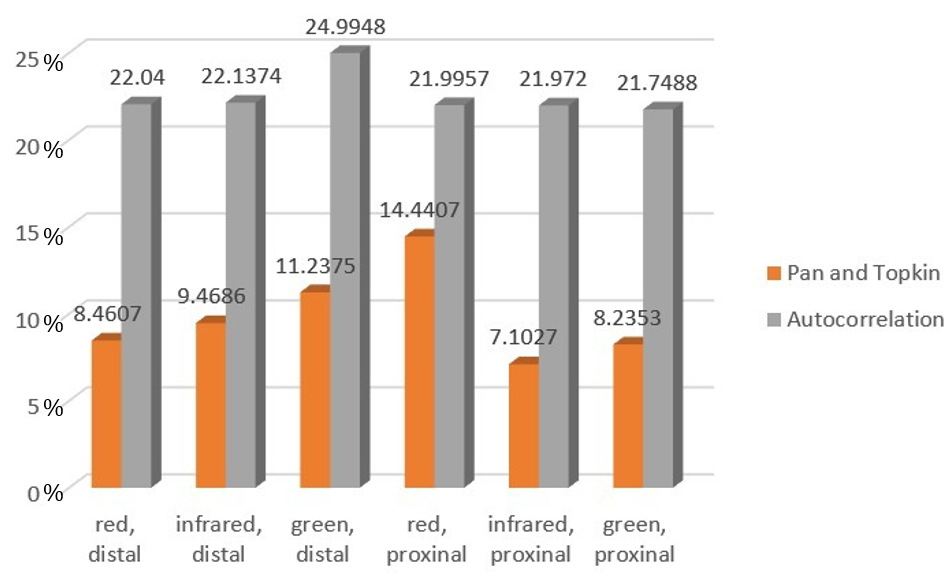 24.9948
25%
22.04
22.1374
21.9957
21.972
21.7488
20%
15%
14.4407
11.2375
10%
8.4607
9.4686
7.1027
8.2353
5%
0%
Pan and Topkin
Autocorrelation
red,
distal
infrared,
distal
green,
distal
red,
proxinal
infrared,
proxinal
green,
proxinal